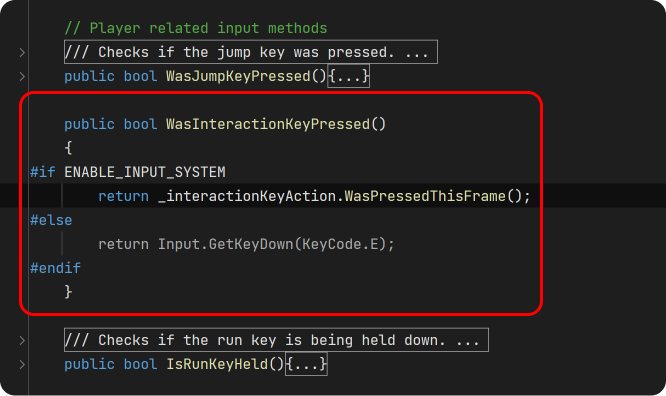 // Player related input methods
/// Checks if the jump key was pressed. ...
public bool WasJumpKeyPressed(){...}
public bool WasInteractionKeyPressed()
{
#if ENABLE_INPUT_SYSTEM
return _interactionKeyAction.WasPressedThisFrame();
#else
return Input.GetKeyDown(KeyCode.E);
#endif
}
/// Checks if the run key is being held down. ...
public bool IsRunKeyHeld(){...}